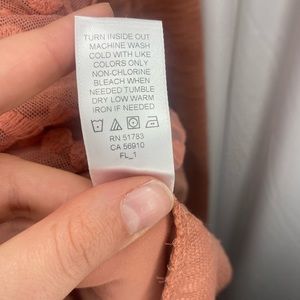 TURN INSIDE OUT
MACHINE WASH
COLD WITH LIKE
COLORS ONLY
NON-CHLORINE
BLEACH WHEN
NEEDED TUMBLE
DRY LOW WARM
IRON IF NEEDED
RN 51783
CA 56910
FL_1